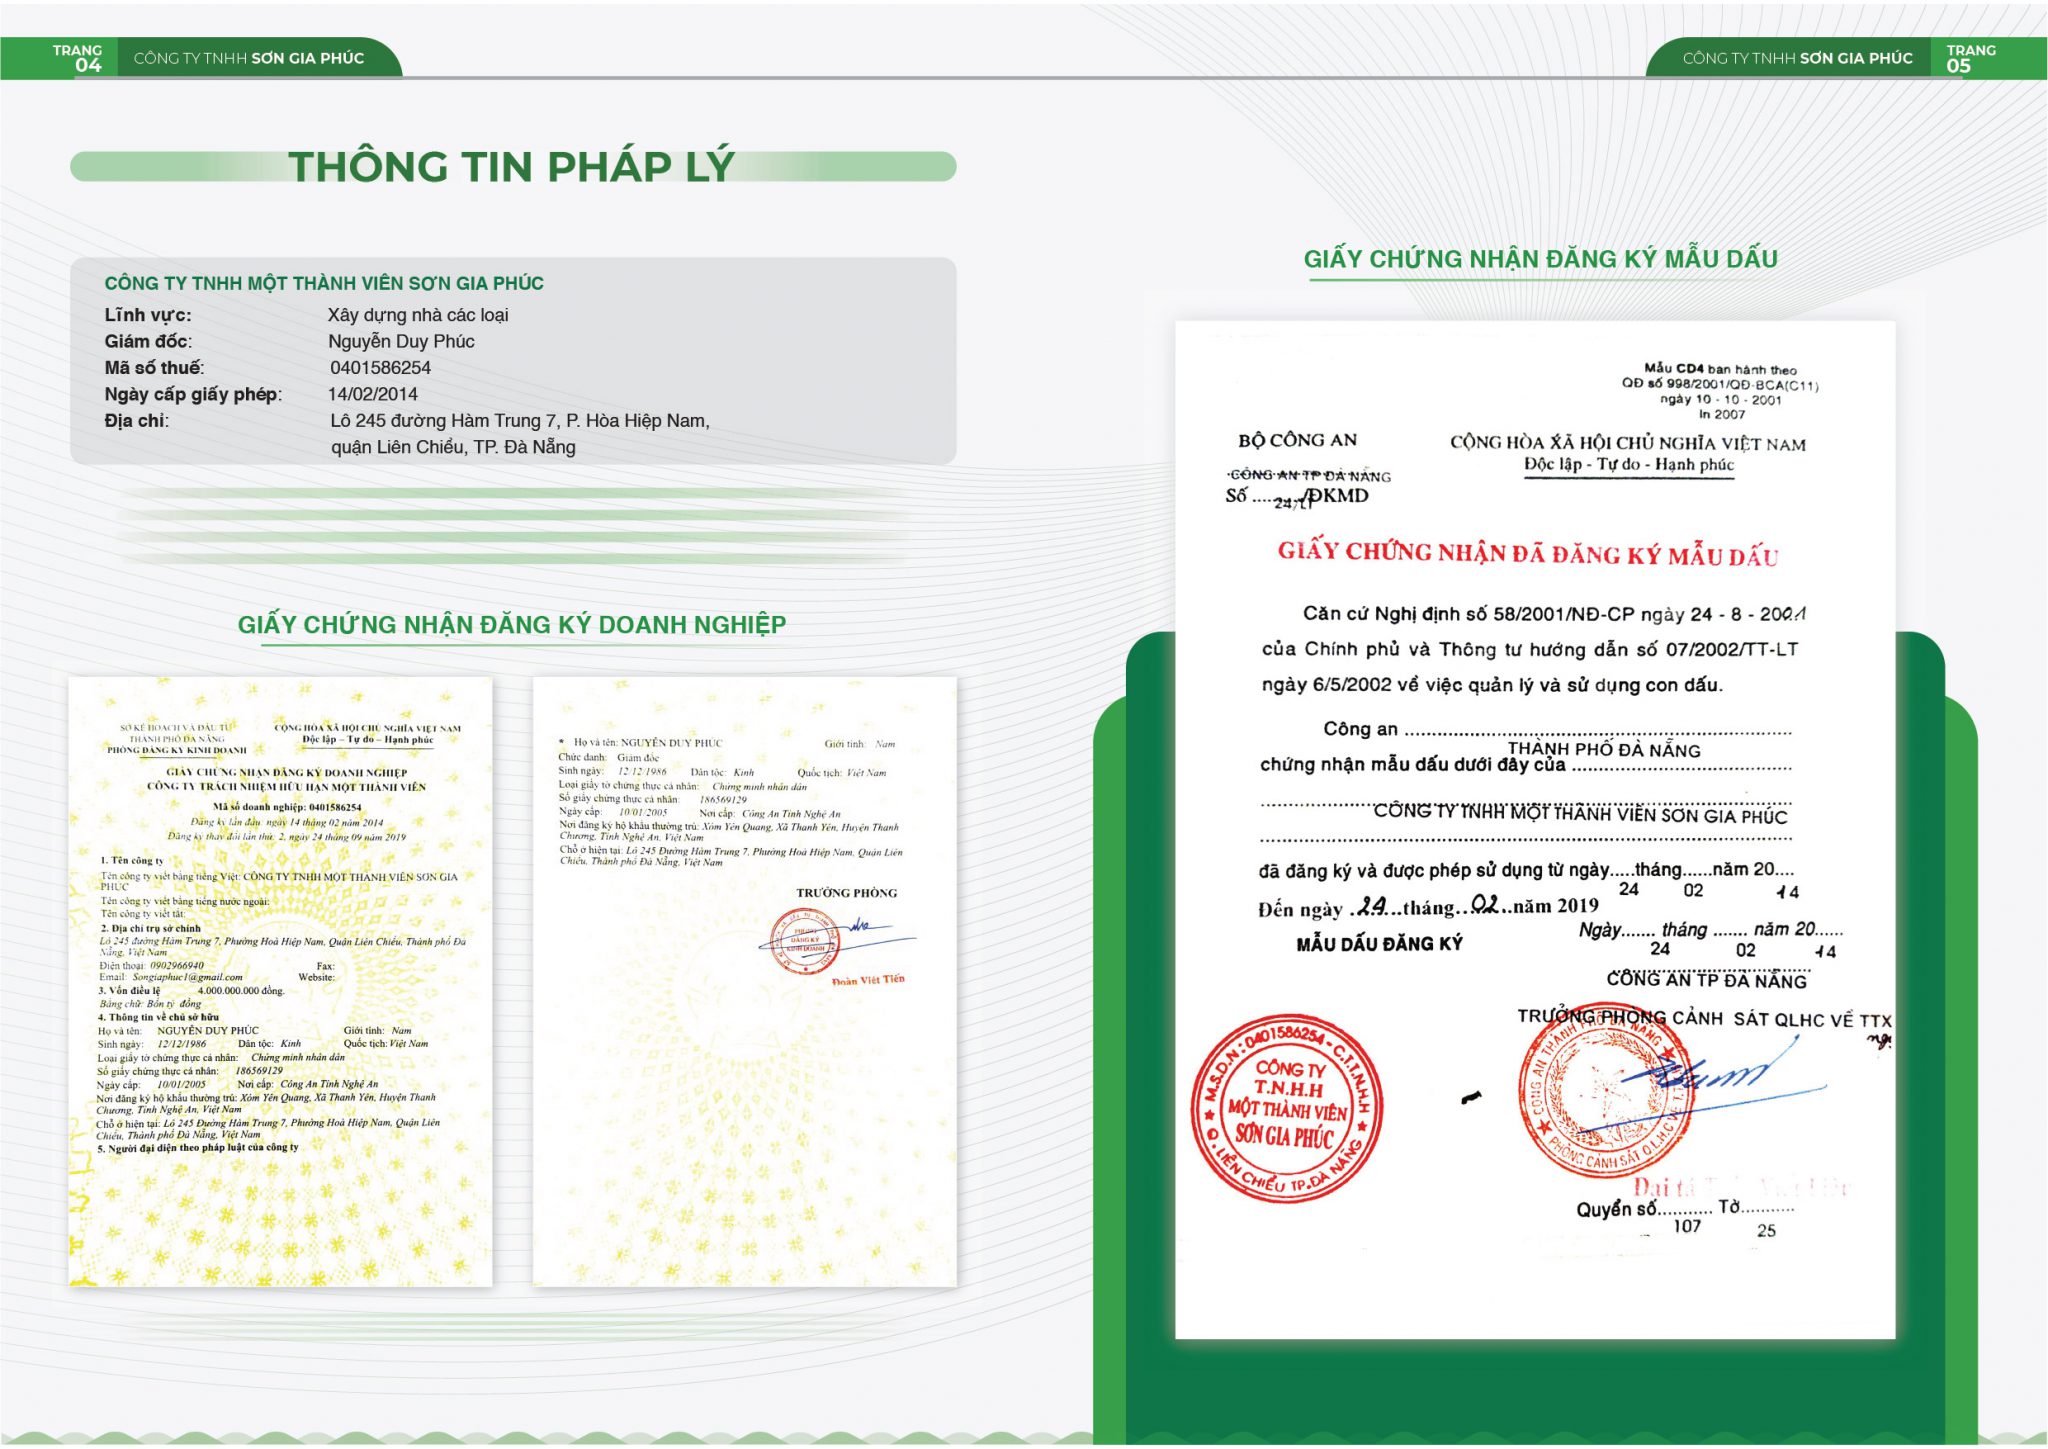 TRANG
04
CÔNG TY TNHH SƠN GIA PHÚC
CÔNG TY TNHH SƠN GIA PHÚC
TRANG
05
THÔNG TIN PHÁP LÝ
CÔNG TY TNHH MỘT THÀNH VIÊN SƠN GIA PHÚC
Lĩnh vực: Xây dựng nhà các loại
Giám đốc: Nguyễn Duy Phúc
Mã số thuế: 0401586254
Ngày cấp giấy phép: 14/02/2014
Địa chỉ: Lô 245 đường Hàm Trung 7, P. Hòa Hiệp Nam,
quận Liên Chiểu, TP. Đà Nẵng
GIẤY CHỨNG NHẬN ĐĂNG KÝ DOANH NGHIỆP
SỞ KẾ HOẠCH VÀ ĐẦU TƯ
THÀNH PHỐ ĐÀ NẴNG
PHÒNG ĐĂNG KÝ KINH DOANH
CỘNG HÒA XÃ HỘI CHỦ NGHĨA VIỆT NAM
Độc lập – Tự do – Hạnh phúc
GIẤY CHỨNG NHẬN ĐĂNG KÝ DOANH NGHIỆP
CÔNG TY TRÁCH NHIỆM HỮU HẠN MỘT THÀNH VIÊN
Mã số doanh nghiệp: 0401586254
Đăng ký lần đầu, ngày 14 tháng 02 năm 2014
Đăng ký thay đổi lần thứ: 2, ngày 24 tháng 09 năm 2019
1. Tên công ty
Tên công ty viết bằng tiếng Việt: CÔNG TY TNHH MỘT THÀNH VIÊN SƠN GIA
PHÚC
Tên công ty viết bằng tiếng nước ngoài:
Tên công ty viết tắt:
2. Địa chỉ trụ sở chính
Lô 245 đường Hàm Trung 7, Phường Hoà Hiệp Nam, Quận Liên Chiểu, Thành phố Đà
Nẵng, Việt Nam
Điện thoại: 0902966940 Fax:
Email: Songiaphuc1@gmail.com Website:
3. Vốn điều lệ 4.000.000.000 đồng.
Bằng chữ: Bốn tỷ đồng
4. Thông tin về chủ sở hữu
Họ và tên: NGUYỄN DUY PHÚC Giới tính: Nam
Sinh ngày: 12/12/1986 Dân tộc: Kinh Quốc tịch: Việt Nam
Loại giấy tờ chứng thực cá nhân: Chứng minh nhân dân
Số giấy chứng thực cá nhân: 186569129
Ngày cấp: 10/01/2005 Nơi cấp: Công An Tỉnh Nghệ An
Nơi đăng ký hộ khẩu thường trú: Xóm Yên Quang, Xã Thanh Yên, Huyện Thanh
Chương, Tỉnh Nghệ An, Việt Nam
Chỗ ở hiện tại: Lô 245 Đường Hàm Trung 7, Phường Hoà Hiệp Nam, Quận Liên
Chiểu, Thành phố Đà Nẵng, Việt Nam
5. Người đại diện theo pháp luật của công ty
* Họ và tên: NGUYỄN DUY PHÚC Giới tính: Nam
Chức danh: Giám đốc
Sinh ngày: 12/12/1986 Dân tộc: Kinh Quốc tịch: Việt Nam
Loại giấy tờ chứng thực cá nhân: Chứng minh nhân dân
Số giấy chứng thực cá nhân: 186569129
Ngày cấp: 10/01/2005 Nơi cấp: Công An Tỉnh Nghệ An
Nơi đăng ký hộ khẩu thường trú: Xóm Yên Quang, Xã Thanh Yên, Huyện Thanh
Chương, Tỉnh Nghệ An, Việt Nam
Chỗ ở hiện tại: Lô 245 Đường Hàm Trung 7, Phường Hoà Hiệp Nam, Quận Liên
Chiểu, Thành phố Đà Nẵng, Việt Nam
TRƯỞNG PHÒNG
PHÒNG
ĐĂNG KÝ
KINH DOANH
Đoàn Viết Tiến
GIẤY CHỨNG NHẬN ĐĂNG KÝ MẪU DẤU
Mẫu CD4 ban hành theo
QĐ số 998/2001/QĐ-BCA(C11)
ngày 10 - 10 - 2001
In 2007
BỘ CÔNG AN
CÔNG AN TP ĐÀ NẴNG
Số ....../ĐKMD
24/LT
CỘNG HÒA XÃ HỘI CHỦ NGHĨA VIỆT NAM
Độc lập - Tự do - Hạnh phúc
GIẤY CHỨNG NHẬN ĐÃ ĐĂNG KÝ MẪU DẤU
Căn cứ Nghị định số 58/2001/NĐ-CP ngày 24 - 8 - 2001
của Chính phủ và Thông tư hướng dẫn số 07/2002/TT-LT
ngày 6/5/2002 về việc quản lý và sử dụng con dấu.
Công an ......
THÀNH PHỐ ĐÀ NẴNG
chứng nhận mẫu dấu dưới đây của ......
CÔNG TY TNHH MỘT THÀNH VIÊN SƠN GIA PHÚC
đã đăng ký và được phép sử dụng từ ngày.....tháng......năm 20....
24 02 14
Đến ngày .24...tháng...02..năm 2019
MẪU DẤU ĐĂNG KÝ
Ngày....... tháng ....... năm 20......
24 02 14
CÔNG AN TP ĐÀ NẴNG
TRƯỞNG PHÒNG CẢNH SÁT QLHC VỀ TTXH
M.S.D.N: 0401586254 - C.T.T.N.H.H
CÔNG TY
T.N.H.H
MỘT THÀNH VIÊN
SƠN GIA PHÚC
Q. LIÊN CHIỂU TP. ĐÀ NẴNG
CÔNG AN THÀNH PHỐ ĐÀ NẴNG
PHÒNG CẢNH SÁT Q.L.H.C VỀ T.T.
Đại tá
Quyển số........... Tờ...........
107 25